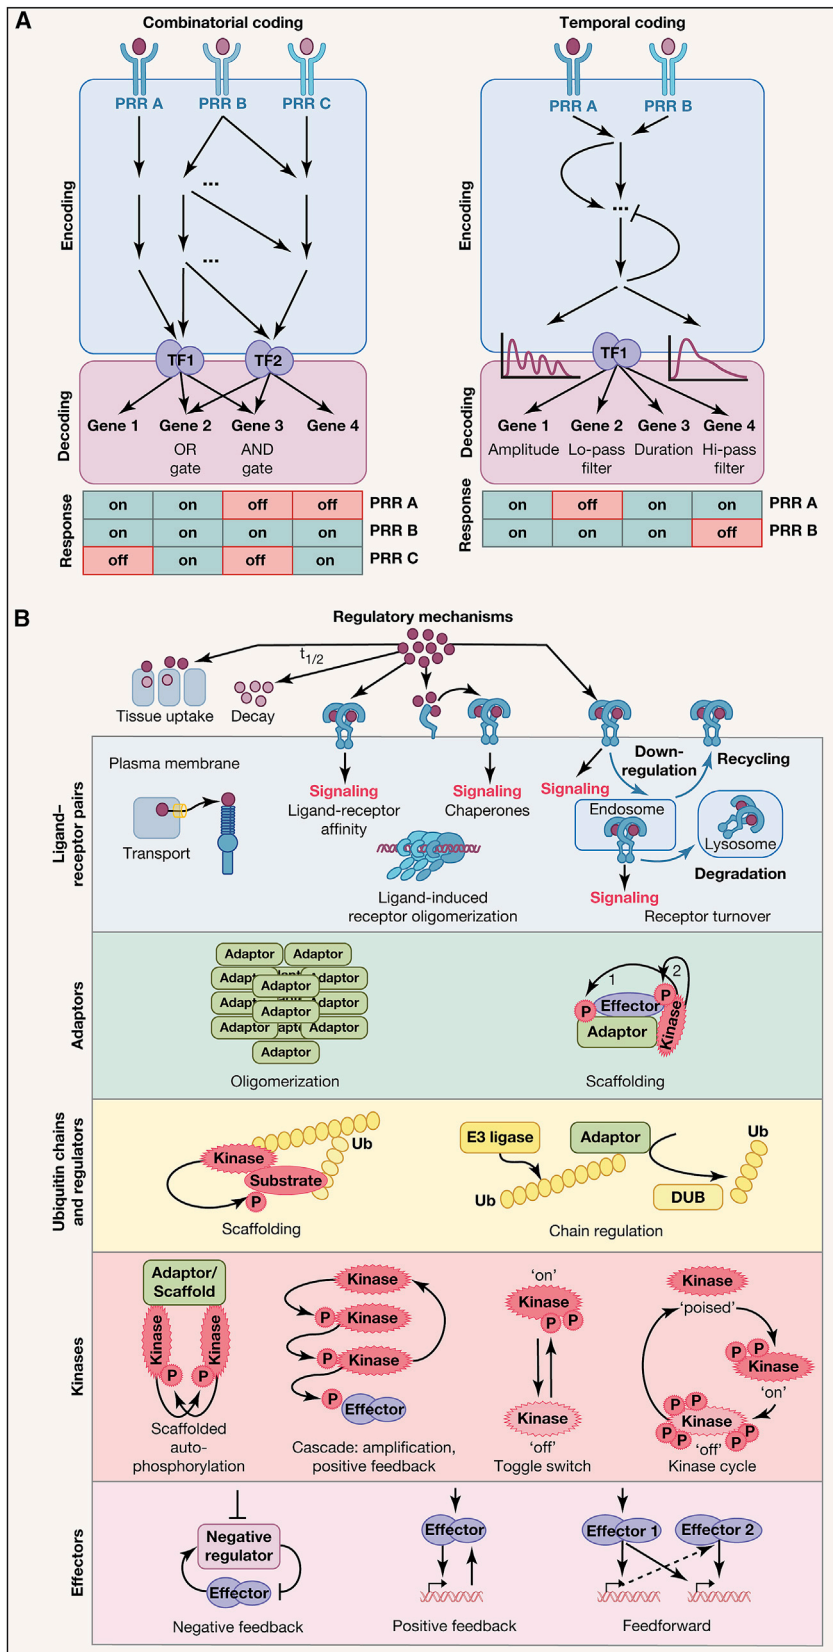 A
Combinatorial coding
Temporal coding
PRR A
PRR B
PRR C
PRR A
PRR B
Encoding
...
...
Encoding
...
TF1
TF2
TF1
Decoding
Gene 1
Gene 2
Gene 3
Gene 4
OR
gate
AND
gate
Decoding
Gene 1
Gene 2
Gene 3
Gene 4
Amplitude
Lo-pass
filter
Duration
Hi-pass
filter
Response
on on off off PRR A
on on on on PRR B
off on off on PRR C
Response
on off on on PRR A
on on on off PRR B
B
Regulatory mechanisms
t1/2
Tissue uptake
Decay
Ligand–
receptor pairs
Plasma membrane
Transport
Signaling
Ligand-receptor
affinity
Signaling
Chaperones
Ligand-induced
receptor oligomerization
Signaling
Down-
regulation
Recycling
Endosome
Lysosome
Degradation
Signaling
Receptor turnover
Adaptors
Adaptor
Adaptor
Adapt
Adaptor
Adaptor
Adaptor
Adapt
Adaptor
Adaptor
Adaptor
Adaptor
Adaptor
Oligomerization
1
2
P
P
Effector
Adaptor
Kinase
Scaffolding
Ubiquitin chains
and regulators
Kinase
Substrate
P
Ub
Scaffolding
E3 ligase
Adaptor
Ub
Ub
DUB
Chain regulation
Kinases
Adaptor/
Scaffold
Kinase
Kinase
P
P
Scaffolded
auto-
phosphorylation
Kinase
P
Kinase
P
Kinase
P
Effector
Cascade: amplification,
positive feedback
‘on’
Kinase
P
P
Kinase
‘off’
Toggle switch
Kinase
‘poised’
P
P
Kinase
‘on’
P
P
Kinase
P
P
P
P
‘off’
Kinase cycle
Effectors
Negative
regulator
Effector
Negative feedback
Effector
Positive feedback
Effector 1
Effector 2
Feedforward